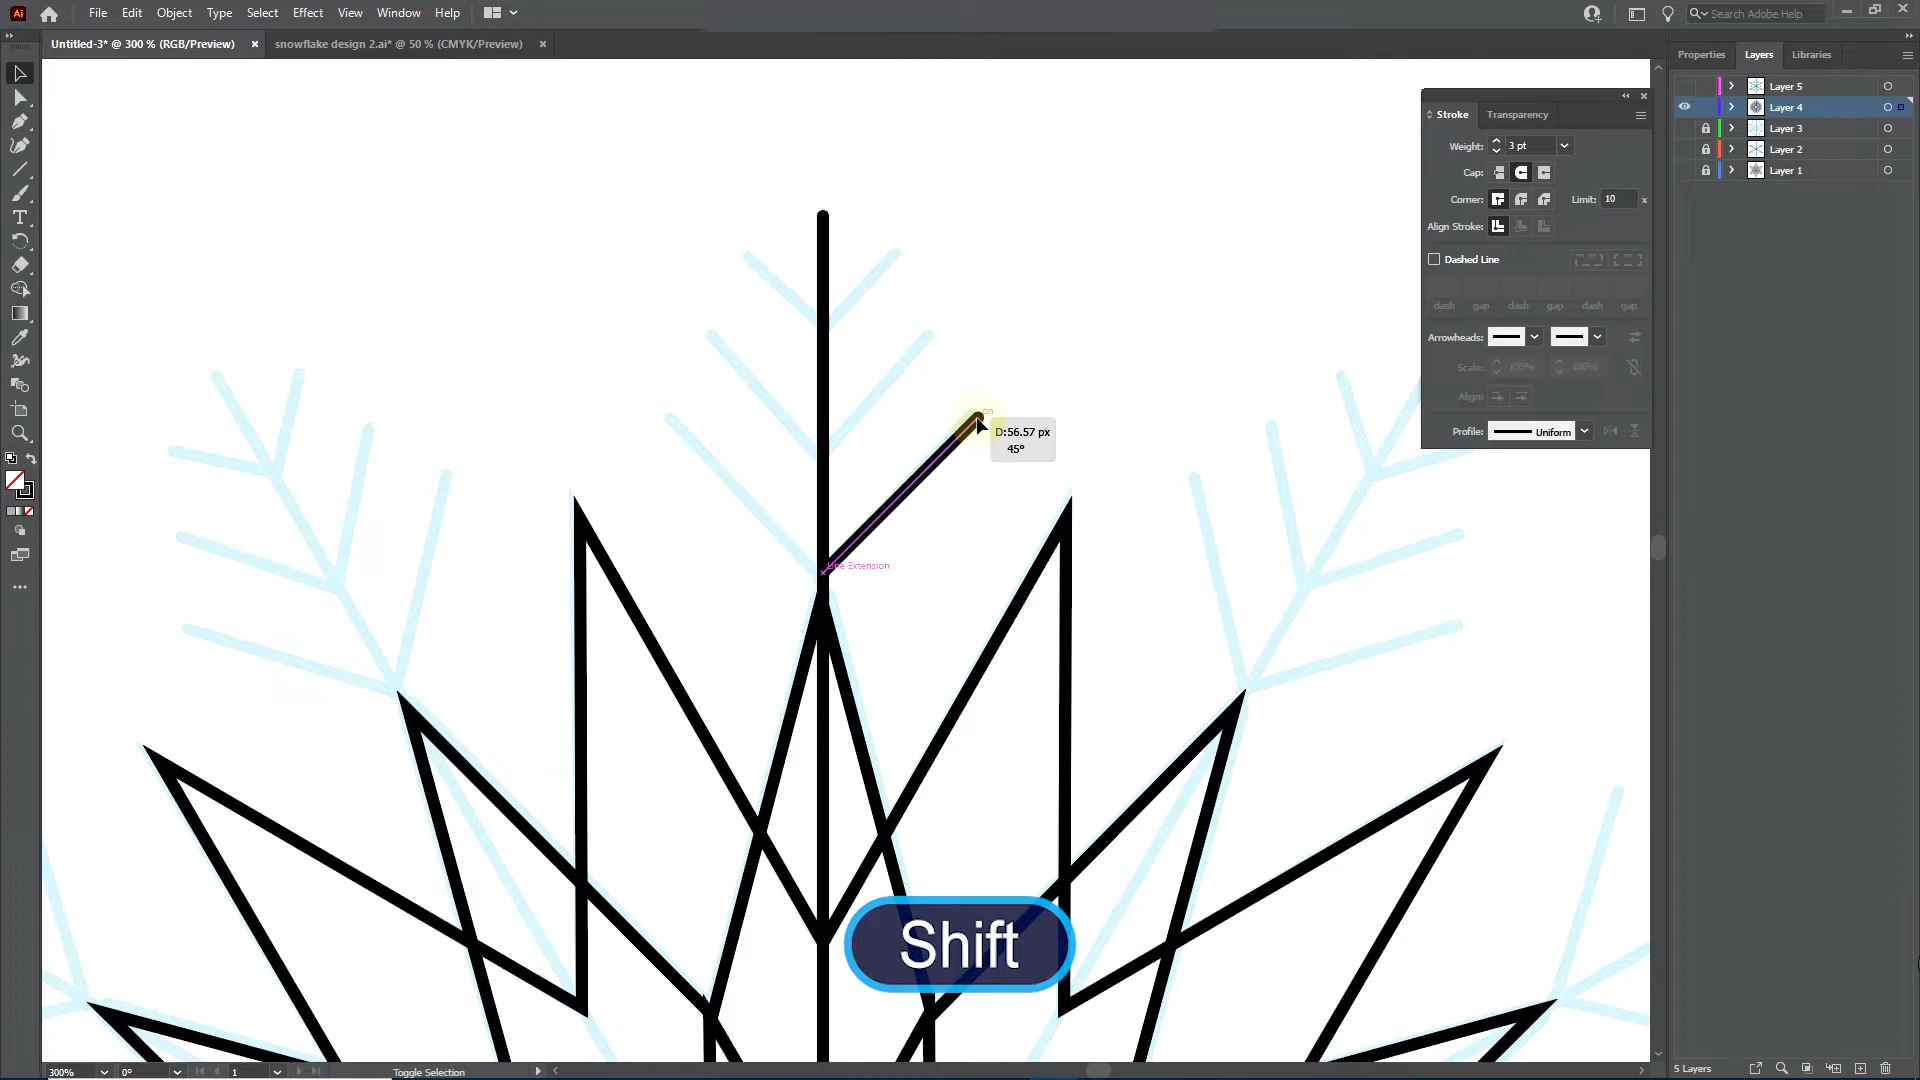 Ai File Edit Object Type Select Effect View Window Help Search Adobe Help
Untitled-3* @ 300 % (RGB/Preview) × snowflake design 2.ai* @ 50 % (CMYK/Preview) ×
Properties Layers Libraries
Layer 5
Layer 4
Layer 3
Layer 2
Layer 1
Stroke Transparency
Weight: 3 pt
Cap:
Corner: Limit: 10 x
Align Stroke:
Dashed Line
dash gap dash gap dash gap
Arrowheads:
Scale: 100% 100%
Align:
Profile: Uniform
D:56.57 px
45°
Line Extension
Shift
300% 0° 1 Toggle Selection
5 Layers